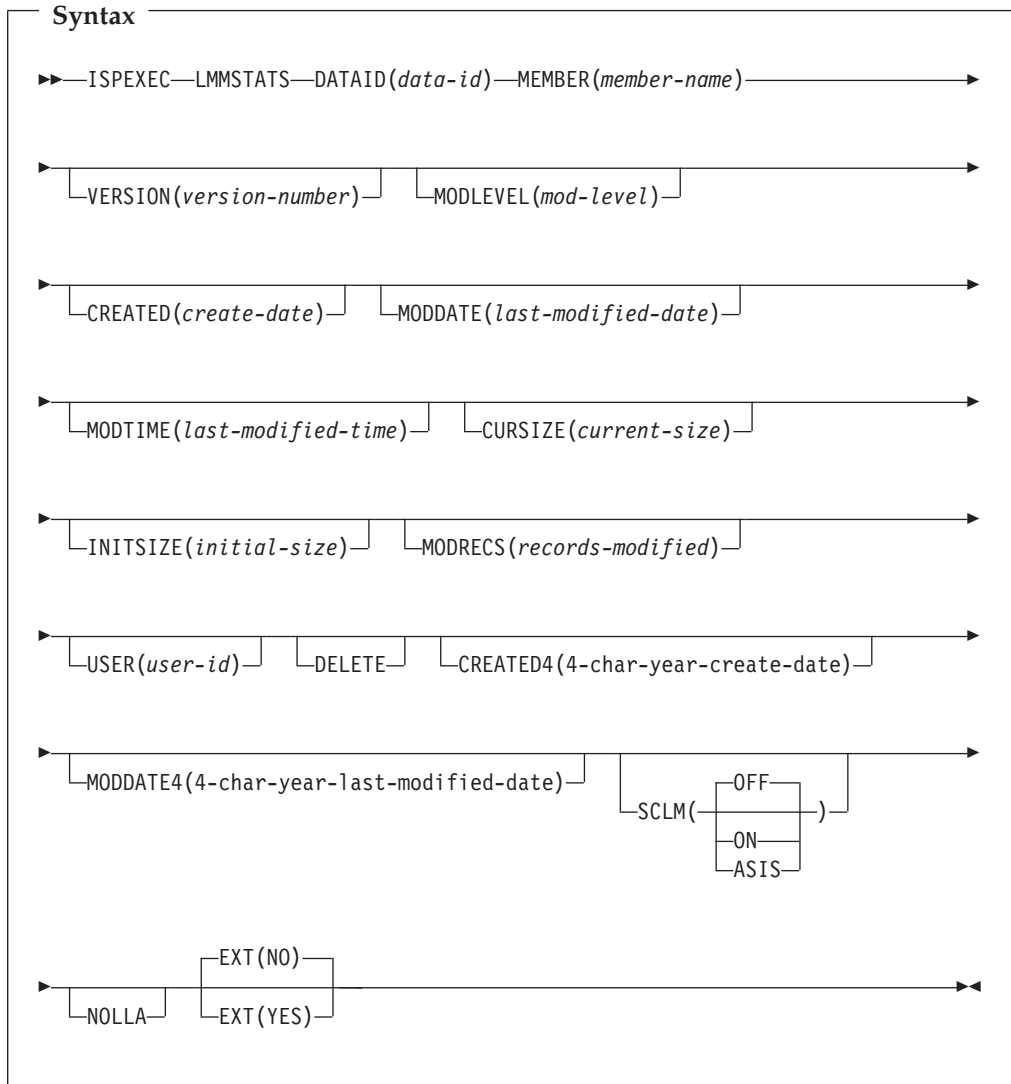 Syntax
ISPEXEC LMMSTATS DATAID(data-id) MEMBER(member-name)
VERSION(version-number) MODLEVEL(mod-level)
CREATED(create-date) MODDATE(last-modified-date)
MODTIME(last-modified-time) CURSIZE(current-size)
INITSIZE(initial-size) MODRECS(records-modified)
USER(user-id) DELETE CREATED4(4-char-year-create-date)
MODDATE4(4-char-year-last-modified-date)
OFF
SCLM( )
ON
ASIS
EXT(NO)
NOLLA EXT(YES)